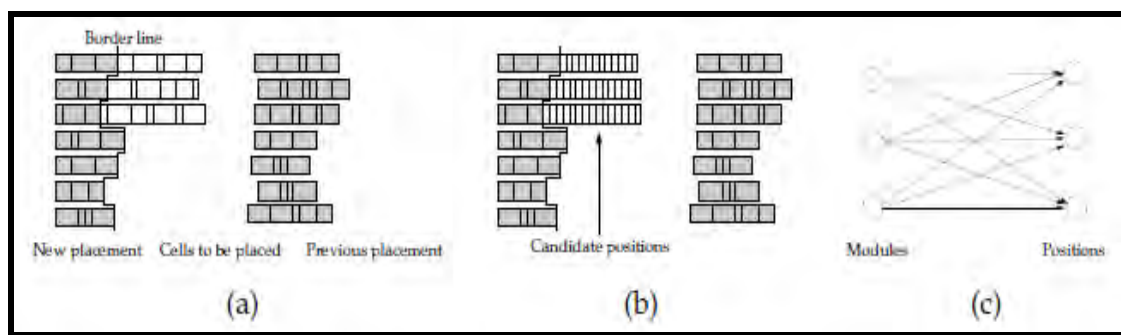 Border line
New placement Cells to be placed Previous placement
Candidate positions
Modules Positions
(a) (b) (c)